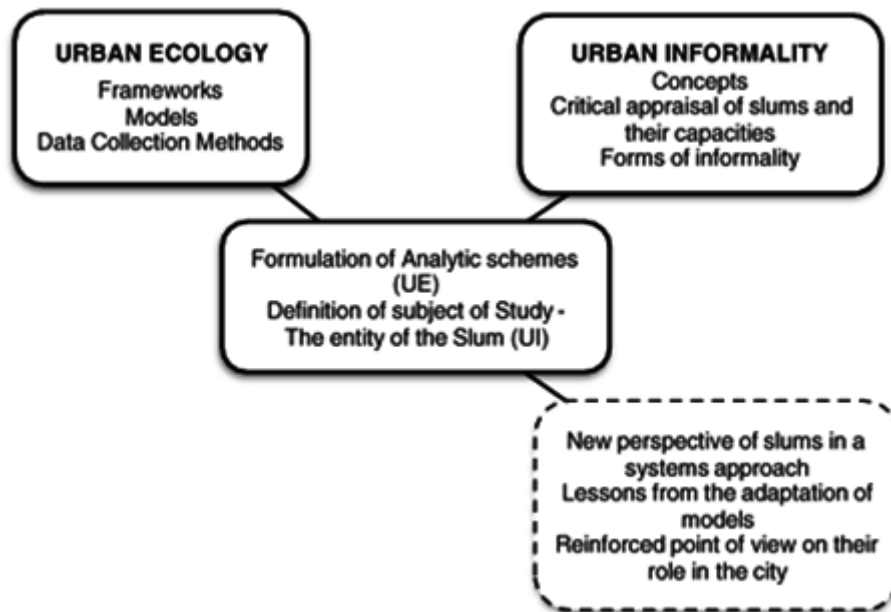 URBAN ECOLOGY
Frameworks
Models
Data Collection Methods
URBAN INFORMALITY
Concepts
Critical appraisal of slums and
their capacities
Forms of informality
Formulation of Analytic schemes
(UE)
Definition of subject of Study -
The entity of the Slum (UI)
New perspective of slums in a
systems approach
Lessons from the adaptation of
models
Reinforced point of view on their
role in the city